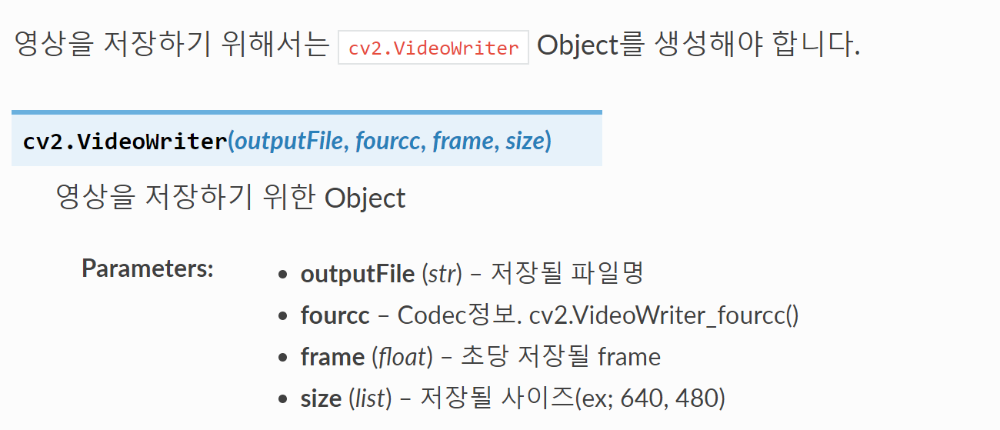 영상을 저장하기 위해서는 cv2.VideoWriter Object를 생성해야 합니다.
cv2.VideoWriter(outputFile, fourcc, frame, size)
영상을 저장하기 위한 Object
Parameters:
• outputFile (str) – 저장될 파일명
• fourcc – Codec정보. cv2.VideoWriter_fourcc()
• frame (float) – 초당 저장될 frame
• size (list) – 저장될 사이즈(ex; 640, 480)